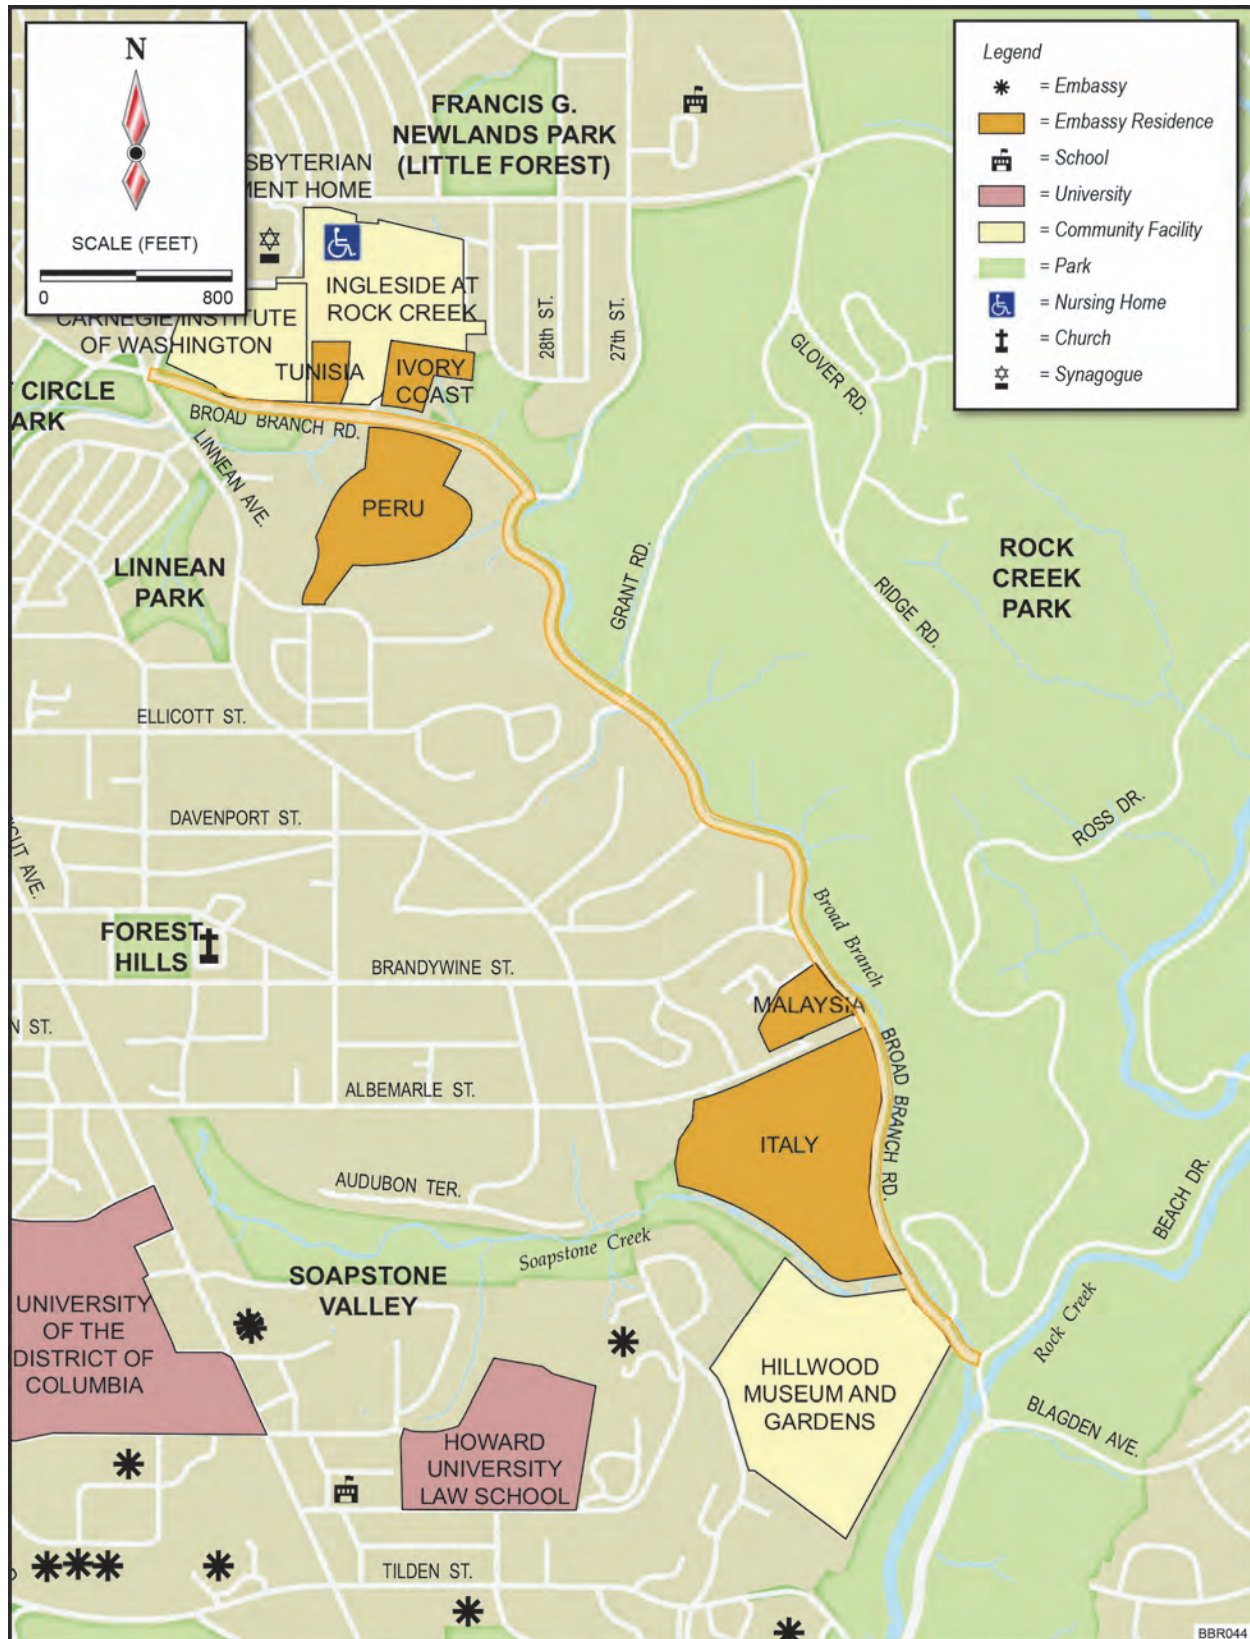 N
SCALE (FEET)
0 800
Legend
= Embassy
= Embassy Residence
= School
= University
= Community Facility
= Park
= Nursing Home
= Church
= Synagogue
FRANCIS G.
NEWLANDS PARK
(LITTLE FOREST)
SBYTERIAN
MENT HOME
INGLESIDE AT
ROCK CREEK
CARNEGIE INSTITUTE
OF WASHINGTON
TUNISIA
IVORY
COAST
28th ST.
27th ST.
GLOVER RD.
CIRCLE
ARK
BROAD BRANCH RD.
LINNEAN AVE.
PERU
LINNEAN
PARK
GRANT RD.
RIDGE RD.
ROCK
CREEK
PARK
ELLICOTT ST.
DAVENPORT ST.
ROSS DR.
CUT AVE.
FOREST
HILLS
BRANDYWINE ST.
Broad Branch
MALAYSIA
N ST.
ALBEMARLE ST.
BROAD BRANCH RD.
ITALY
AUDUBON TER.
BEACH DR.
Soapstone Creek
SOAPSTONE
VALLEY
UNIVERSITY
OF THE
DISTRICT OF
COLUMBIA
Rock Creek
HILLWOOD
MUSEUM AND
GARDENS
BLAGDEN AVE.
HOWARD
UNIVERSITY
LAW SCHOOL
TILDEN ST.
BBR044